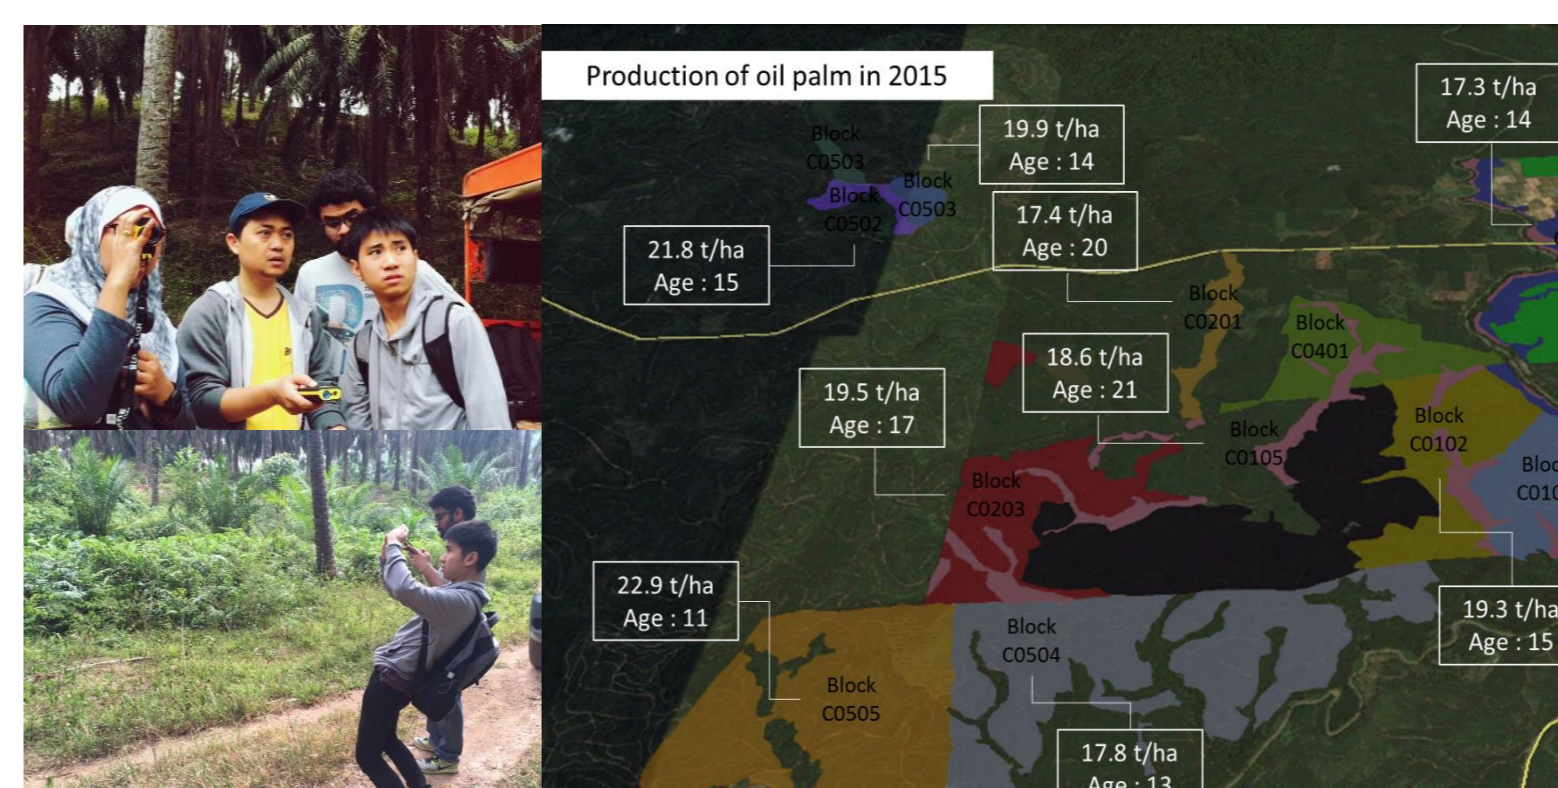 Production of oil palm in 2015
17.3 t/ha
Age : 14
19.9 t/ha
Age : 14
Block
C0503
Block
C0503
Block
C0502
17.4 t/ha
Age : 20
21.8 t/ha
Age : 15
Block
C0201
Block
C0401
18.6 t/ha
Age : 21
19.5 t/ha
Age : 17
Block
C0105
Block
C0102
Block
C0203
22.9 t/ha
Age : 11
19.3 t/ha
Age : 15
Block
C0504
Block
C0505
17.8 t/ha
Age : 13